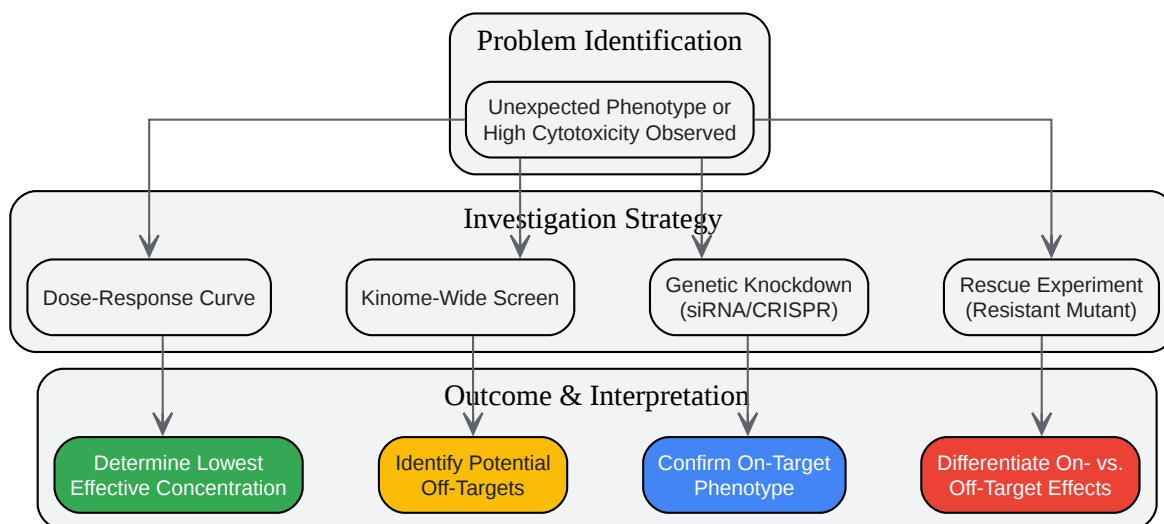 Problem Identification
Unexpected Phenotype or
High Cytotoxicity Observed
Investigation Strategy
Dose-Response Curve
Kinome-Wide Screen
Genetic Knockdown
(siRNA/CRISPR)
Rescue Experiment
(Resistant Mutant)
Outcome & Interpretation
Determine Lowest
Effective Concentration
Identify Potential
Off-Targets
Confirm On-Target
Phenotype
Differentiate On- vs.
Off-Target Effects